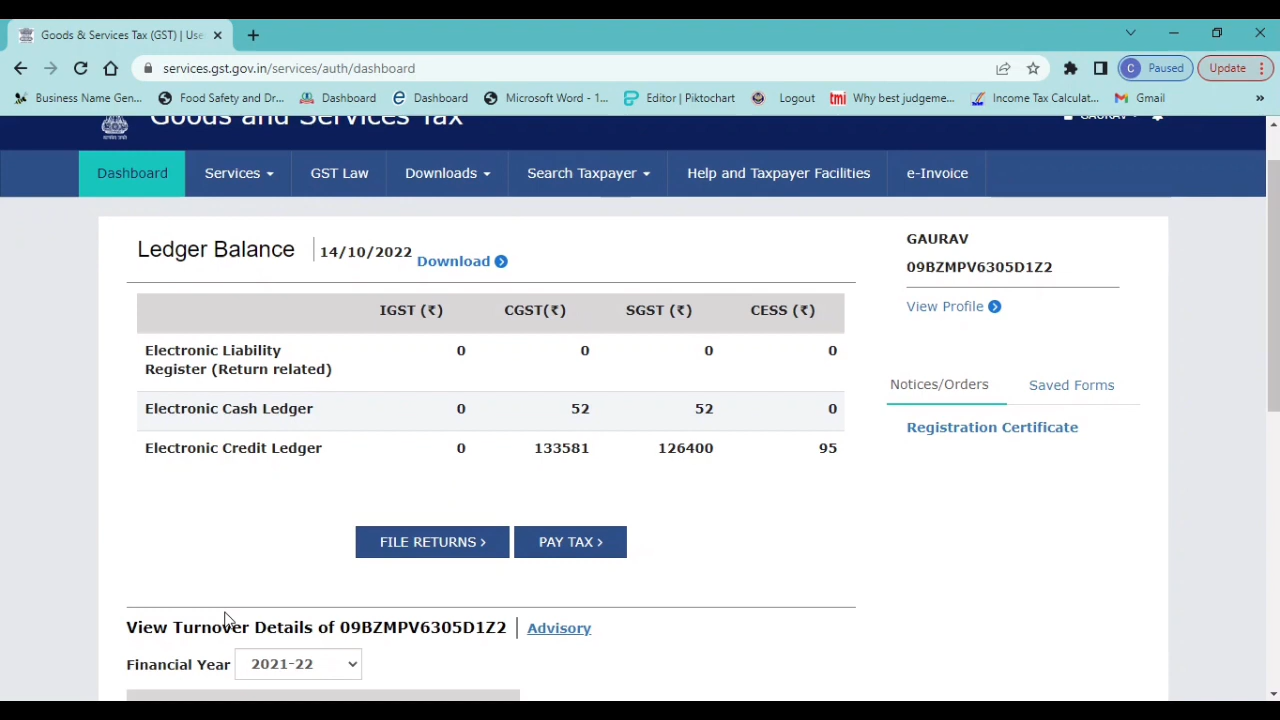 Goods & Services Tax (GST) | Use
services.gst.gov.in/services/auth/dashboard
C Paused
Update
Business Name Gen...
Food Safety and Dr...
Dashboard
Dashboard
Microsoft Word - 1...
Editor | Piktochart
Logout
tmi Why best judgeme...
Income Tax Calculat...
Gmail
»
Goods and Services Tax
GAURAV
Dashboard
Services
GST Law
Downloads
Search Taxpayer
Help and Taxpayer Facilities
e-Invoice
Ledger Balance
14/10/2022
Download
IGST (₹) CGST(₹) SGST (₹) CESS (₹)
Electronic Liability
Register (Return related) 0 0 0 0
Electronic Cash Ledger 0 52 52 0
Electronic Credit Ledger 0 133581 126400 95
FILE RETURNS >
PAY TAX >
GAURAV
09BZMPV6305D1Z2
View Profile
Notices/Orders
Saved Forms
Registration Certificate
View Turnover Details of 09BZMPV6305D1Z2
Advisory
Financial Year 2021-22